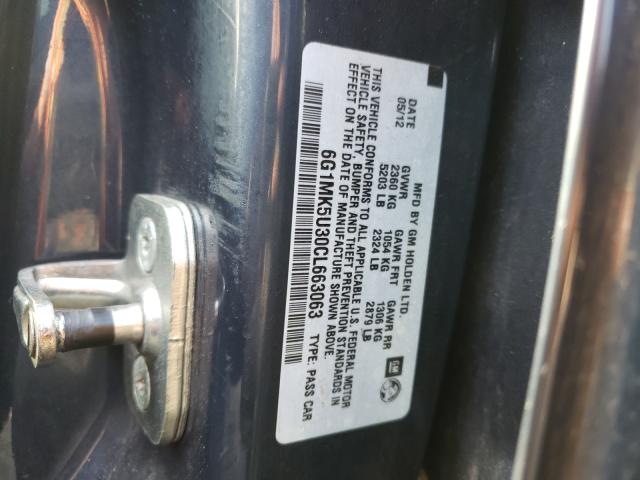 MFD BY GM HOLDEN LTD.
DATE GVWR GAWR FRT GAWR RR
05/12 2360 KG 1054 KG 1306 KG
5203 LB 2324 LB 2879 LB
THIS VEHICLE CONFORMS TO ALL APPLICABLE U.S. FEDERAL MOTOR
VEHICLE SAFETY, BUMPER AND THEFT PREVENTION STANDARDS IN
EFFECT ON THE DATE OF MANUFACTURE SHOWN ABOVE.
6G1MK5U30CL663063 TYPE: PASS CAR
GM